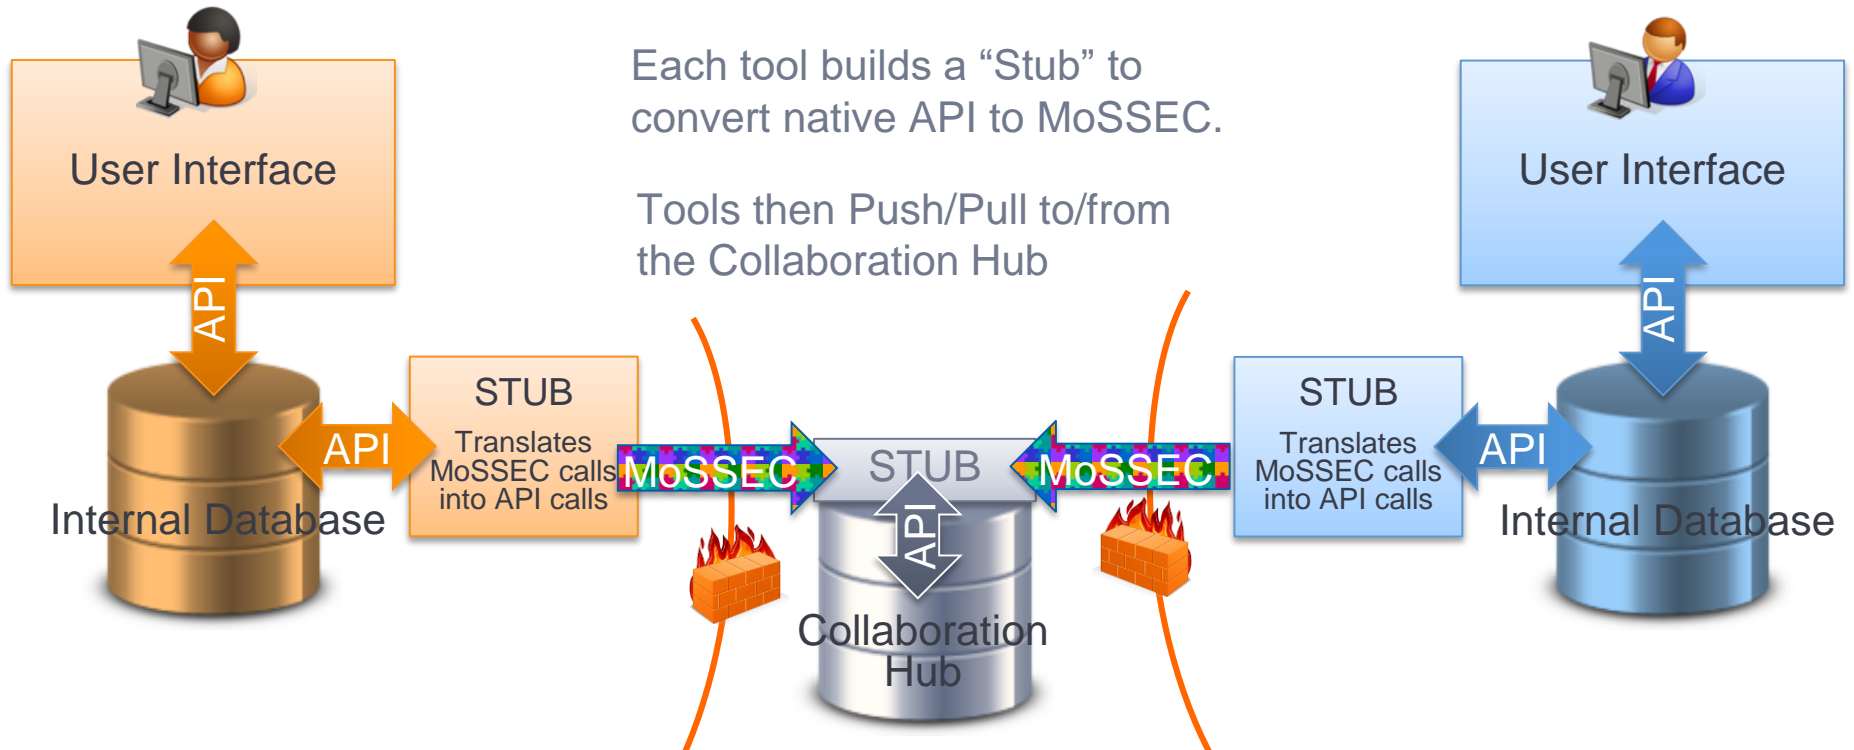 Each tool builds a “Stub” to
convert native API to MoSSEC.
Tools then Push/Pull to/from
the Collaboration Hub
User Interface
API
Internal Database
API
STUB
Translates
MoSSEC calls
into API calls
MoSSEC
STUB
API
Collaboration
Hub
MoSSEC
STUB
Translates
MoSSEC calls
into API calls
API
User Interface
API
Internal Database